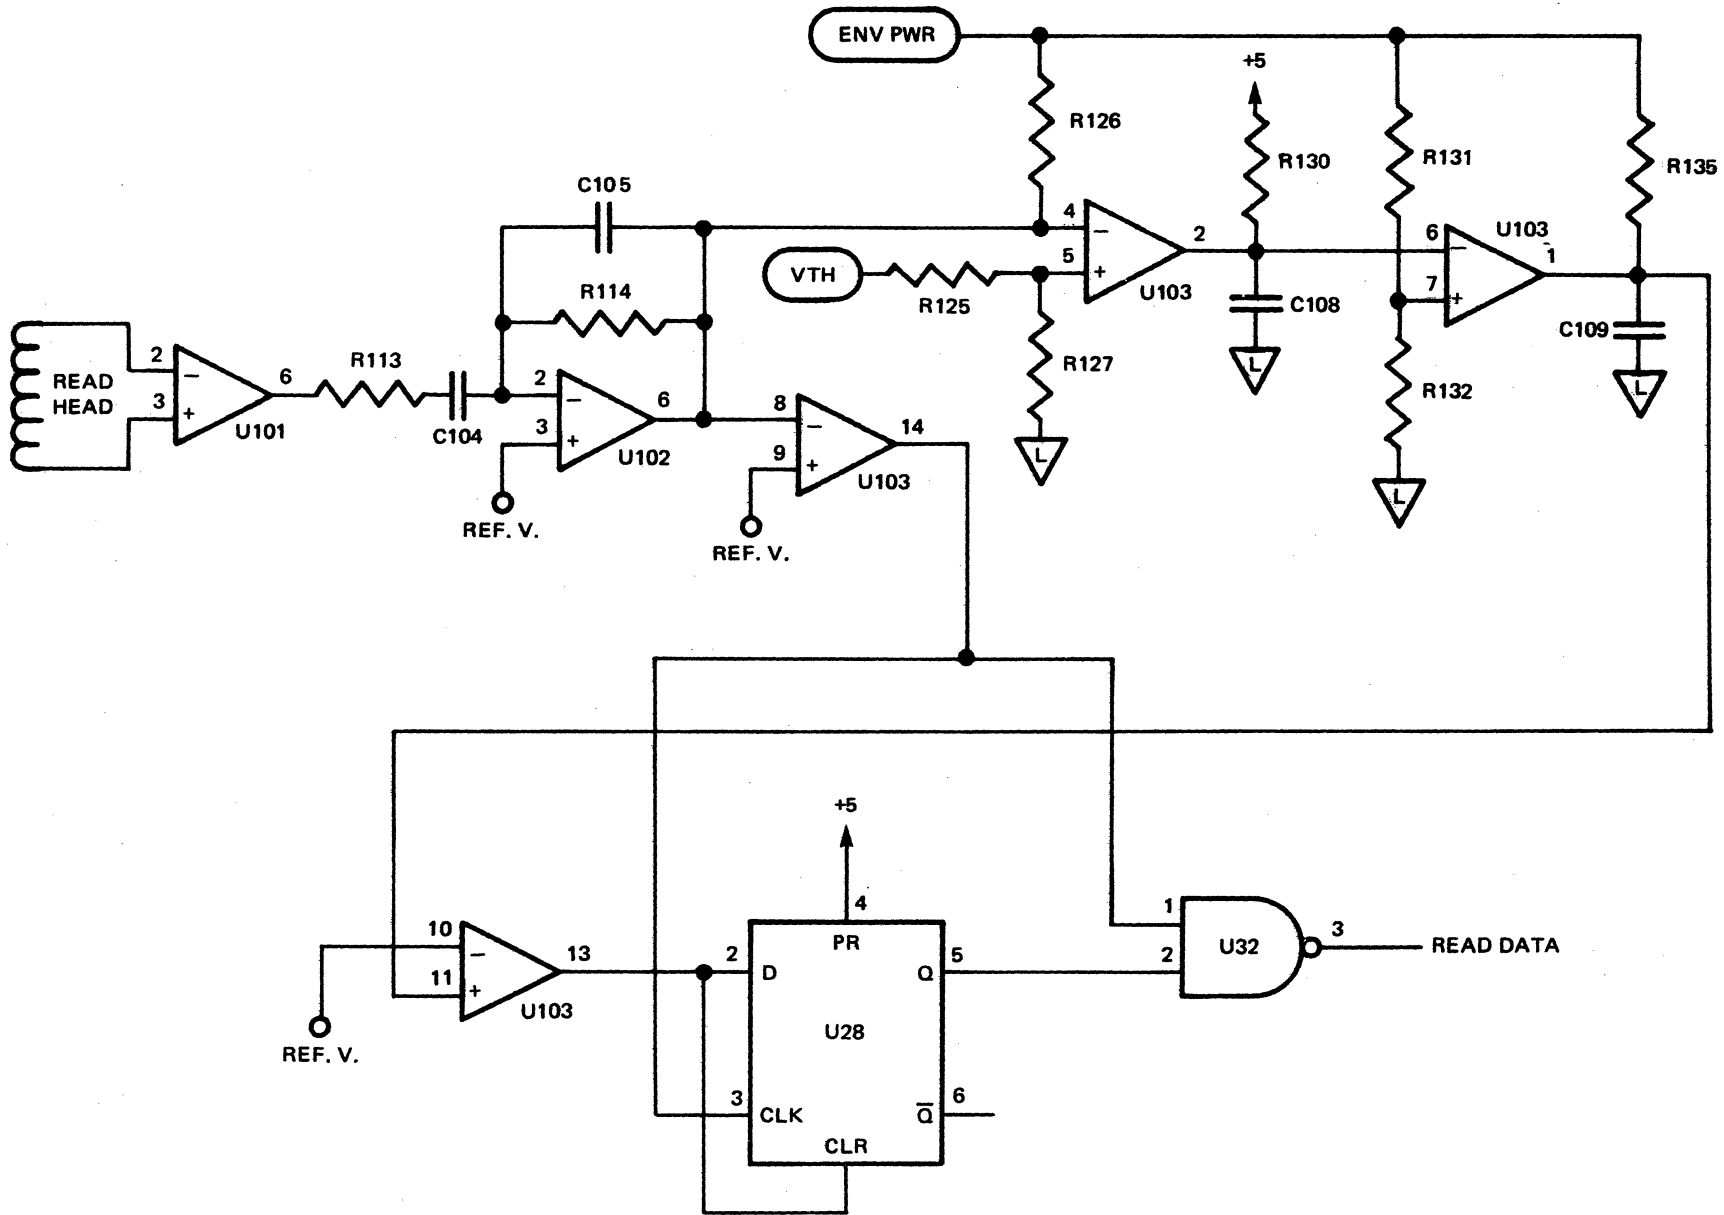 ENV PWR
+5
R126
R130
R131
R135
C105
4
−
5
+
2
U103
6
−
7
+
U103
1
VTH
R125
C108
C109
L
L
R114
R127
R132
READ
HEAD
2
−
3
+
6
U101
R113
C104
2
−
3
+
6
U102
8
−
9
+
14
U103
L
L
REF. V.
REF. V.
+5
4
PR
10
−
11
+
13
U103
REF. V.
2
D
Q
5
U28
3
CLK
Q
6
CLR
1
2
U32
3
READ DATA